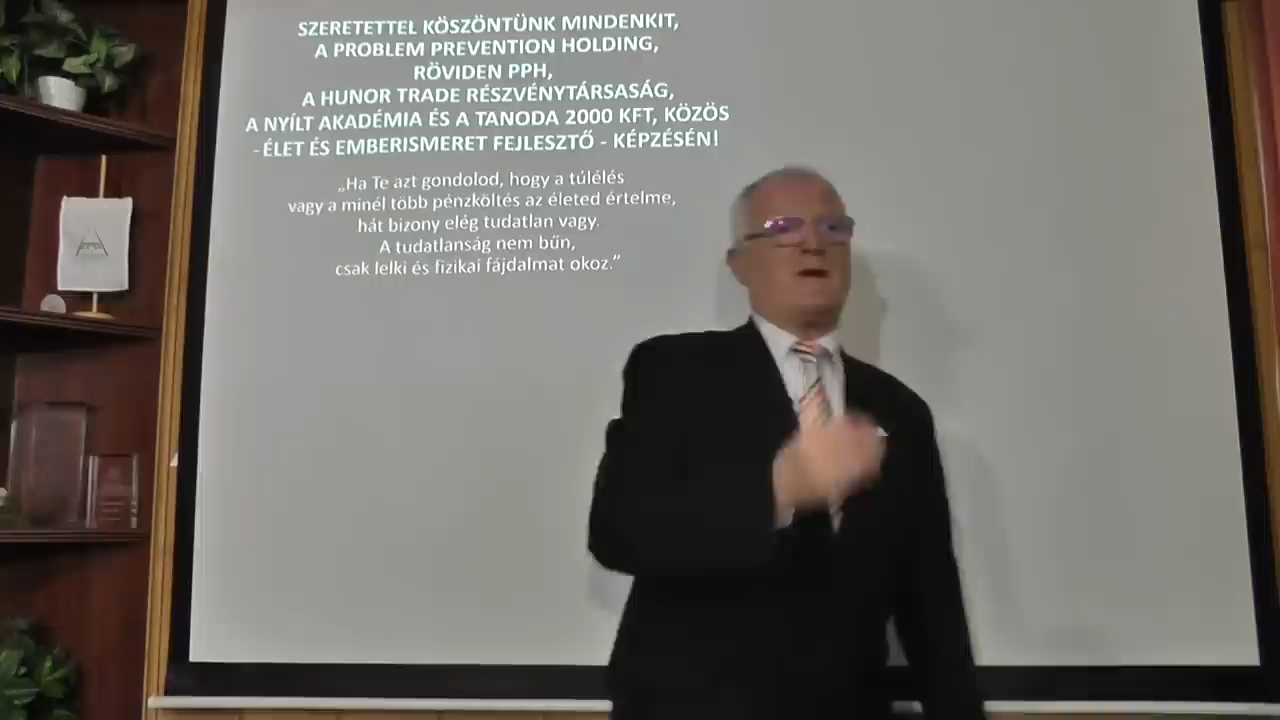 SZERETETTEL KÖSZÖNTÜNK MINDENKIT,
A PROBLEM PREVENTION HOLDING,
RÖVIDEN PPH,
A HUNOR TRADE RÉSZVÉNYTÁRSASÁG,
A NYÍLT AKADÉMIA ÉS A TANODA 2000 KFT, KÖZÖS
- ÉLET ÉS EMBERISMERET FEJLESZTŐ - KÉPZÉSÉN!
„Ha Te azt gondolod, hogy a túlélés
vagy a minél több pénzköltés az életed értelme,
hát bizony elég tudatlan vagy.
A tudatlanság nem bűn,
csak lelki és fizikai fájdalmat okoz.”